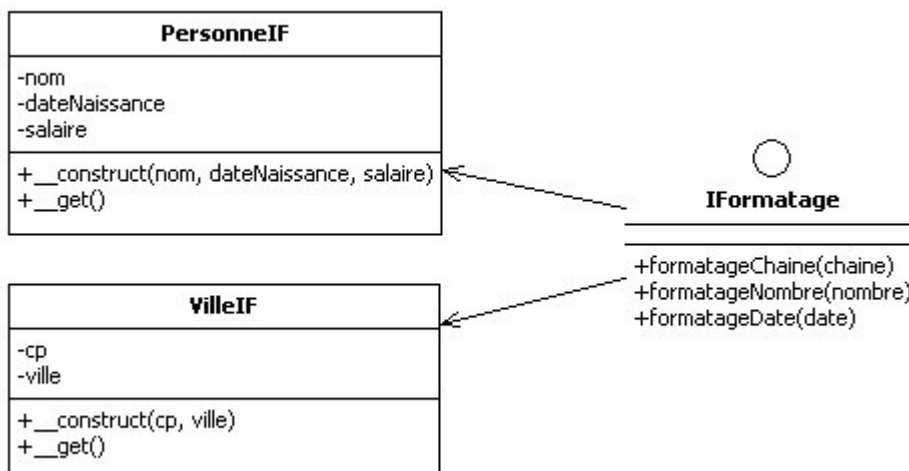 PersonneIF
-nom
-dateNaissance
-salaire
+__construct(nom, dateNaissance, salaire)
+__get()
IFormatage
+formatageChaine(chaine)
+formatageNombre(nombre)
+formatageDate(date)
VilleIF
-cp
-ville
+__construct(cp, ville)
+__get()